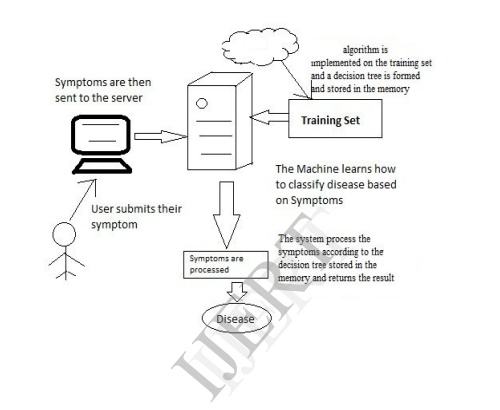 algorithm is
implemented on the training set
and a decision tree is formed
and stored in the memory
Symptoms are then
sent to the server
Training Set
The Machine learns how
to classify disease based
on Symptoms
User submits their
symptom
The system process the
symptoms according to the
decision tree stored in the
memory and returns the result
Symptoms are
processed
Disease
IJERT